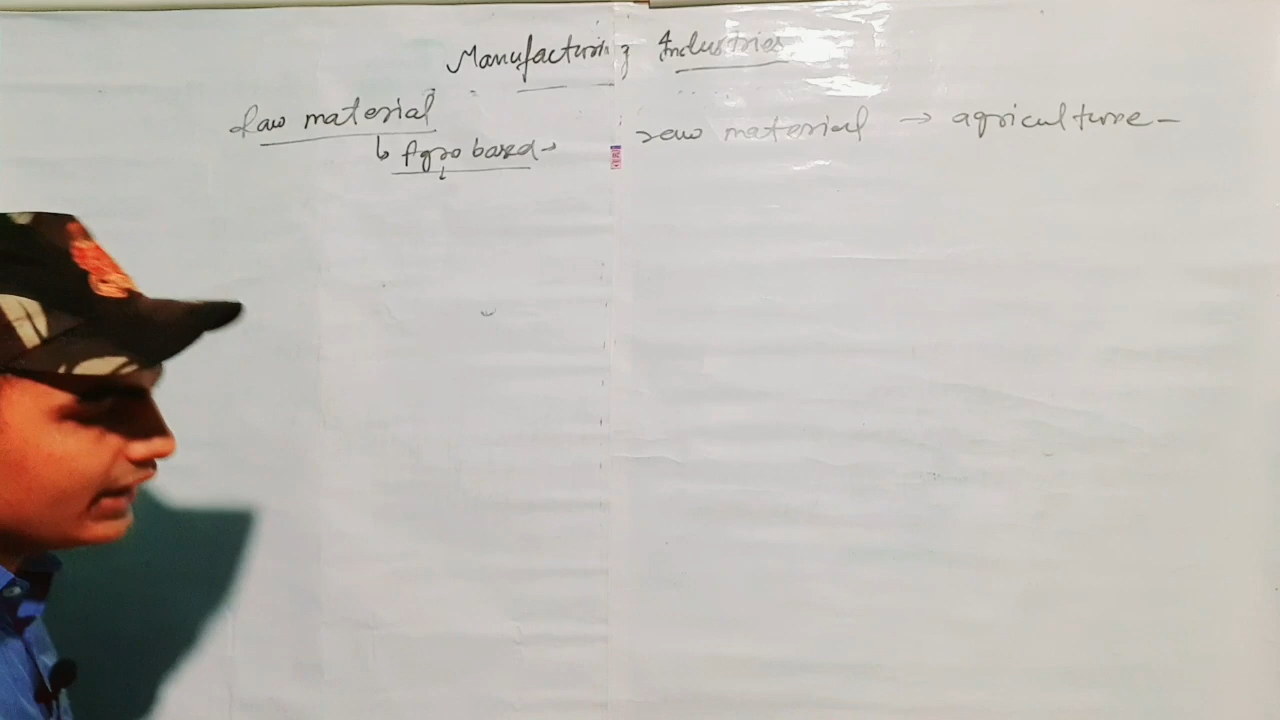 Manufacturing Industries
Raw material
↳ Agro based → raw material → agriculture -